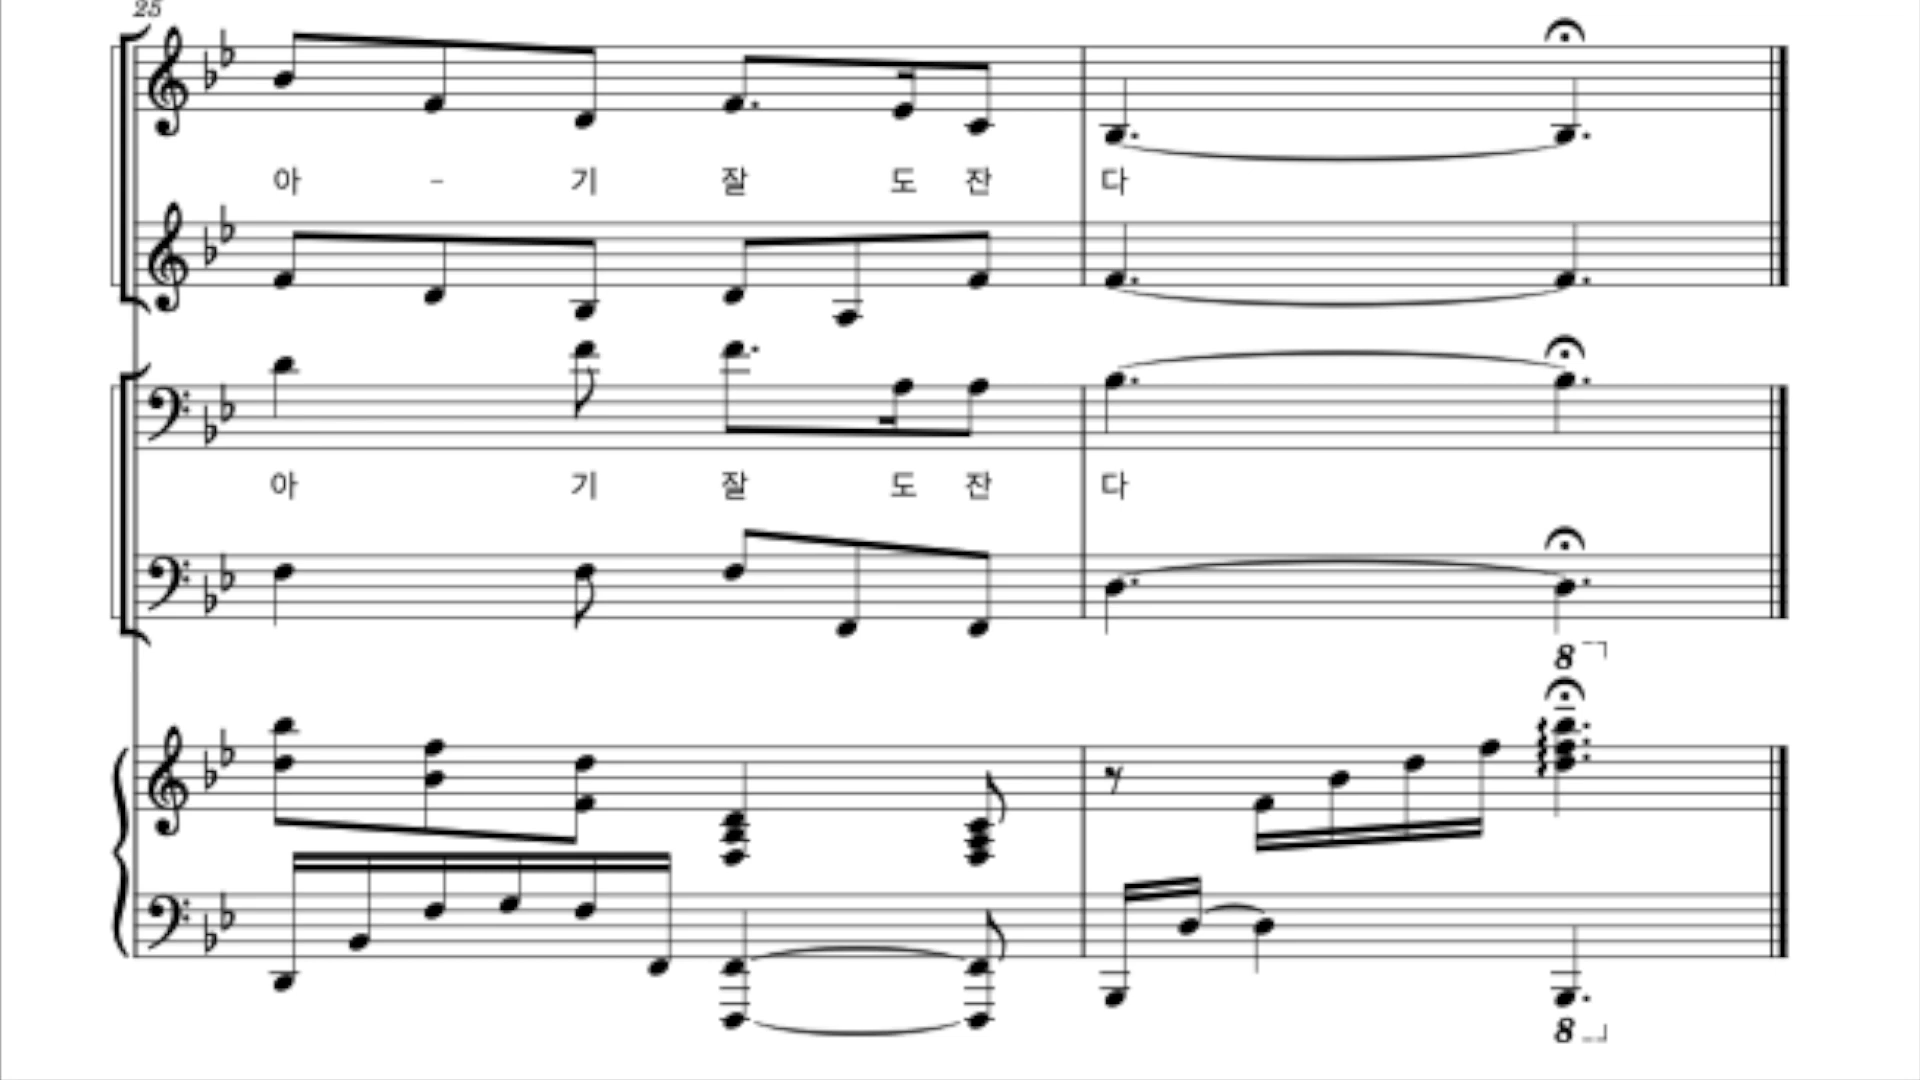 25
아 - 기 잘 도 잔 다
아 기 잘 도 잔 다
8
8